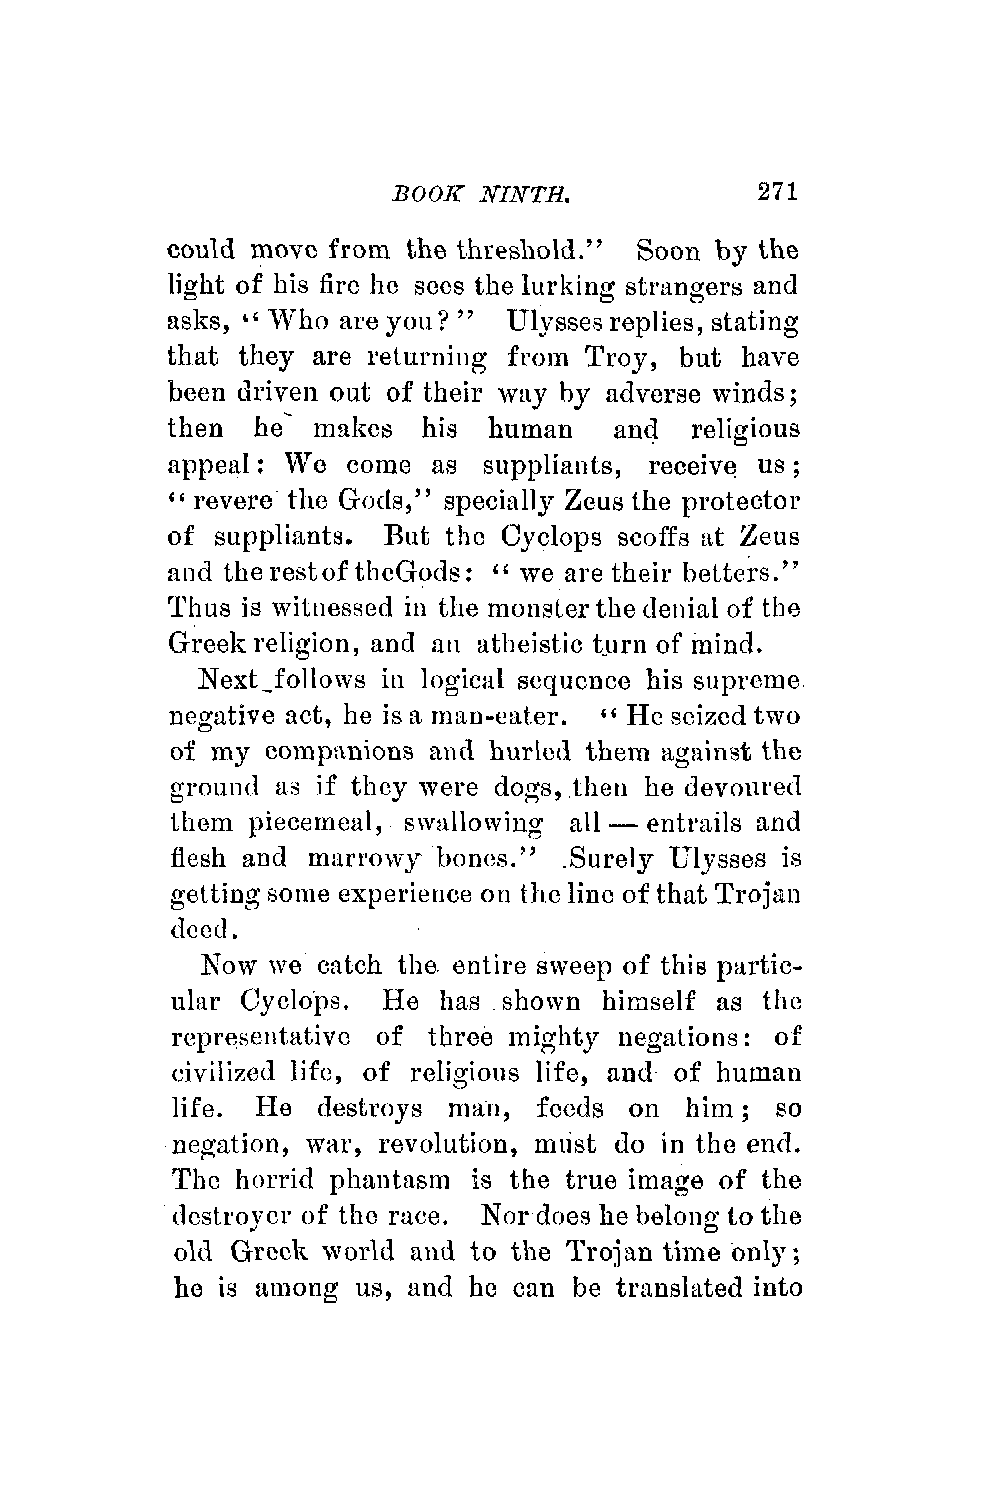 BOOK NINTH. 271
could move from the threshold." Soon by the
light of his fire he sees the lurking strangers and
asks, "Who are you?" Ulysses replies, stating
that they are returning from Troy, but have
been driven out of their way by adverse winds;
then he makes his human and religious
appeal: We come as suppliants, receive us;
"revere the Gods," specially Zeus the protector
of suppliants. But the Cyclops scoffs at Zeus
and the rest of the Gods: "we are their betters."
Thus is witnessed in the monster the denial of the
Greek religion, and an atheistic turn of mind.
Next follows in logical sequence his supreme
negative act, he is a man-eater. "He seized two
of my companions and hurled them against the
ground as if they were dogs, then he devoured
them piecemeal, swallowing all — entrails and
flesh and marrowy bones." Surely Ulysses is
getting some experience on the line of that Trojan
deed.
Now we catch the entire sweep of this partic-
ular Cyclops. He has shown himself as the
representative of three mighty negations: of
civilized life, of religious life, and of human
life. He destroys man, feeds on him; so
negation, war, revolution, must do in the end.
The horrid phantasm is the true image of the
destroyer of the race. Nor does he belong to the
old Greek world and to the Trojan time only;
he is among us, and he can be translated into